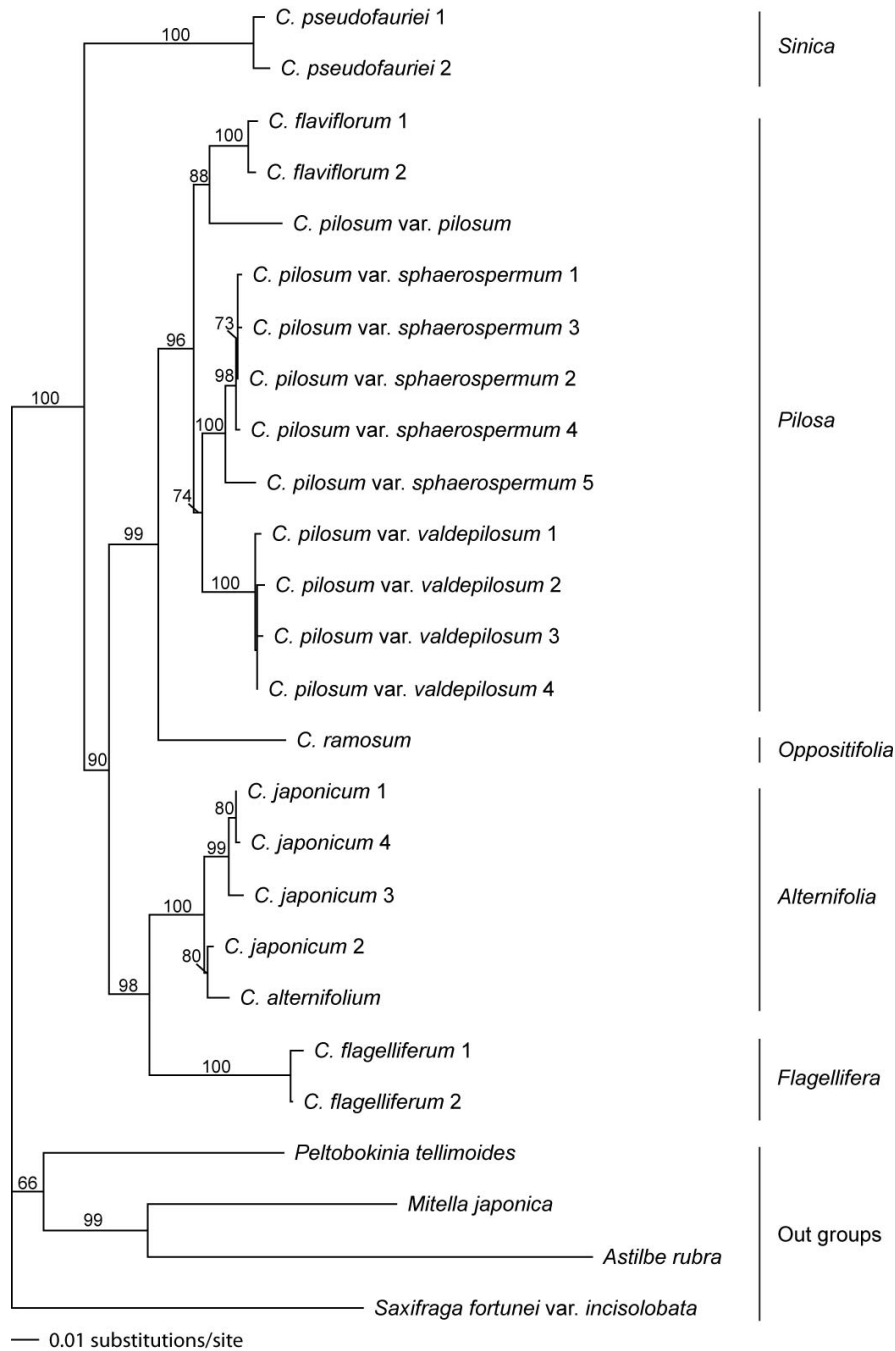 100
C. pseudofauriei 1
C. pseudofauriei 2
Sinica
C. flaviflorum 1
100
C. flaviflorum 2
88
C. pilosum var. pilosum
C. pilosum var. sphaerospermum 1
73
C. pilosum var. sphaerospermum 3
96
98
C. pilosum var. sphaerospermum 2
100
C. pilosum var. sphaerospermum 4
Pilosa
100
C. pilosum var. sphaerospermum 5
74
C. pilosum var. valdepilosum 1
99
100
C. pilosum var. valdepilosum 2
C. pilosum var. valdepilosum 3
C. pilosum var. valdepilosum 4
C. ramosum
Oppositifolia
90
C. japonicum 1
80
C. japonicum 4
99
C. japonicum 3
Alternifolia
100
C. japonicum 2
80
98
C. alternifolium
C. flagelliferum 1
100
C. flagelliferum 2
Flagellifera
Peltobokinia tellimoides
66
Mitella japonica
99
Astilbe rubra
Out groups
Saxifraga fortunei var. incisolobata
0.01 substitutions/site